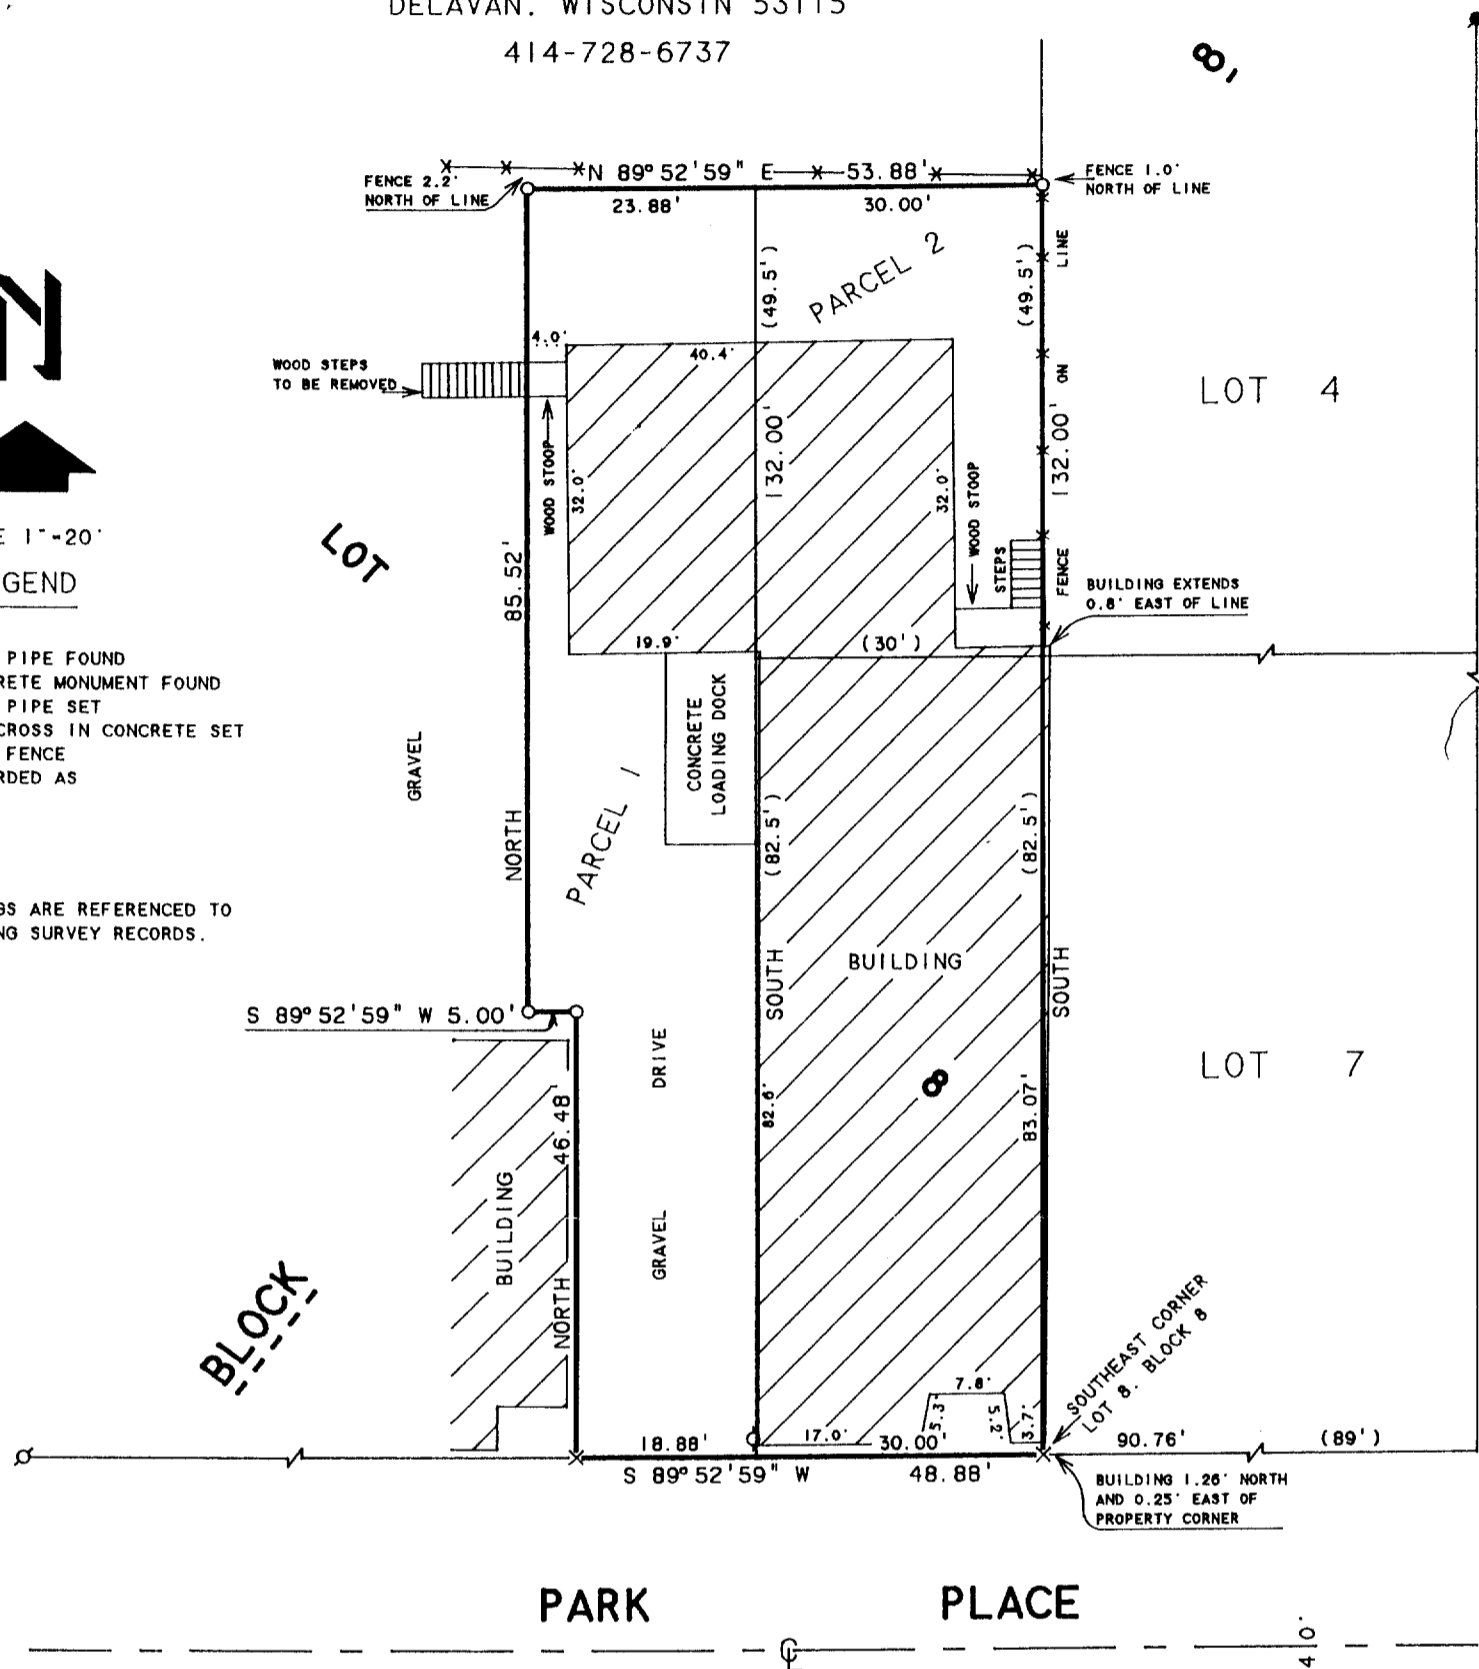 DELAVAN. WISCONSIN 53115
414-728-6737
8,
N 89° 52'59" E 53.88'
FENCE 2.2'
NORTH OF LINE
FENCE 1.0'
NORTH OF LINE
23.88'
30.00'
PARCEL 2
(49.5')
(49.5')
LINE
N
4.0'
40.4'
WOOD STEPS
TO BE REMOVED
ON
LOT 4
132.00'
132.00'
WOOD STOOP
32.0'
32.0'
WOOD STOOP
E 1"-20'
LOT
85.52'
STEPS
FENCE
GEND
BUILDING EXTENDS
0.8' EAST OF LINE
19.9'
(30')
PIPE FOUND
RETE MONUMENT FOUND
PIPE SET
CROSS IN CONCRETE SET
FENCE
RDED AS
GRAVEL
CONCRETE
LOADING DOCK
PARCEL 1
NORTH
(82.5')
(82.5')
GS ARE REFERENCED TO
NG SURVEY RECORDS.
BUILDING
SOUTH
SOUTH
S 89° 52'59" W 5.00'
DRIVE
8
LOT 7
46.48'
82.6'
83.07'
BUILDING
GRAVEL
NORTH
BLOCK
SOUTHEAST CORNER
LOT 8. BLOCK 8
7.8'
5.3'
5.2'
3.7'
18.88'
17.0'
30.00'
90.76'
(89')
S 89° 52'59" W 48.88'
BUILDING 1.26' NORTH
AND 0.25' EAST OF
PROPERTY CORNER
PARK PLACE
40'